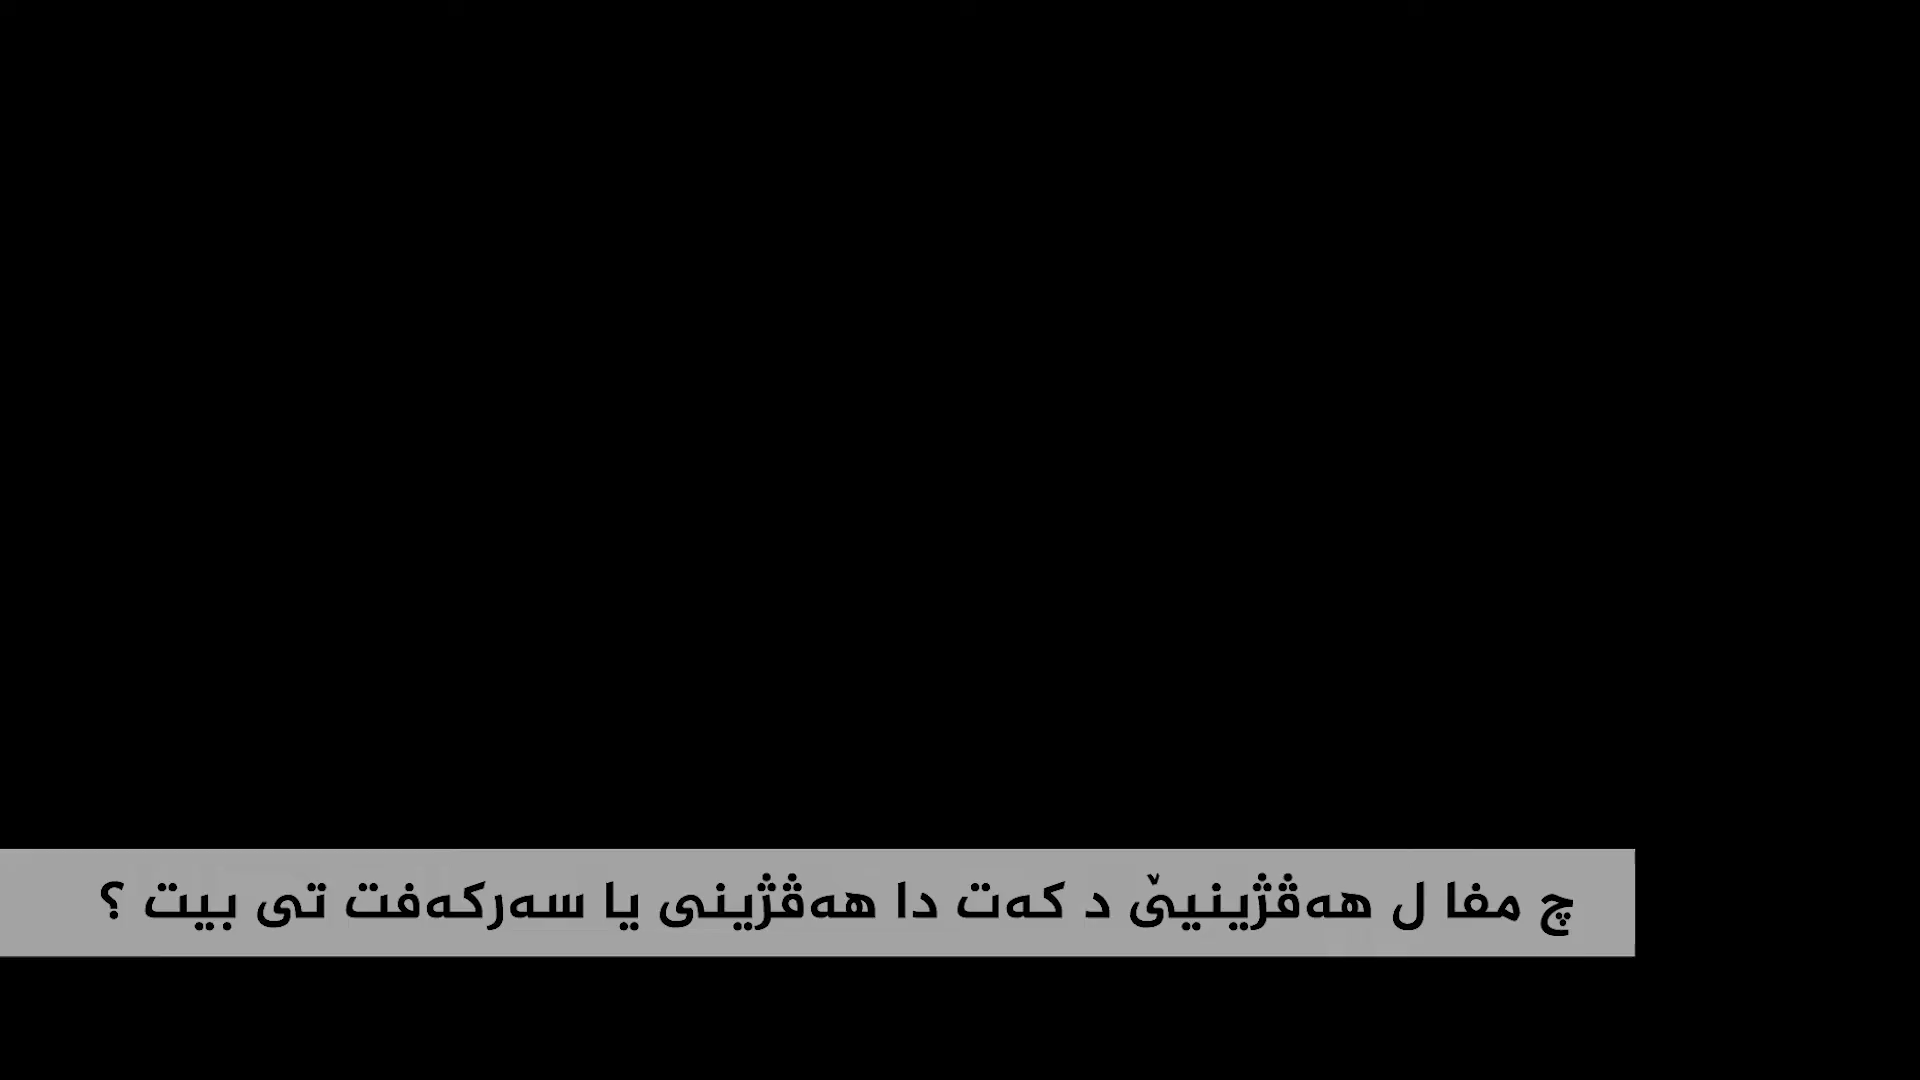 چ مفا ل هەڤژینیێ د کەت دا هەڤژینی یا سەرکەفت تی بیت ؟